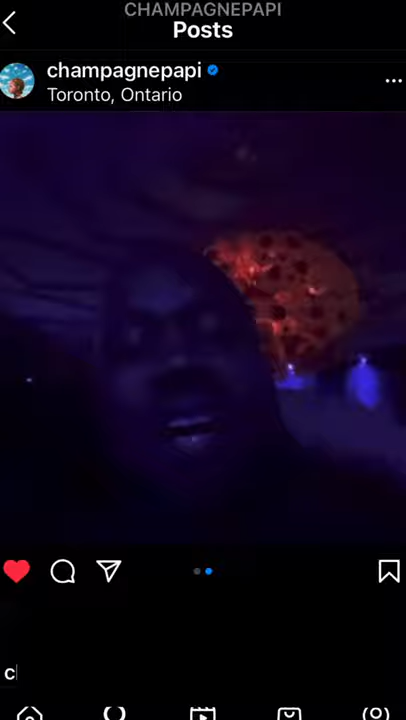 CHAMPAGNEPAPI
Posts
champagnepapi
Toronto, Ontario
c